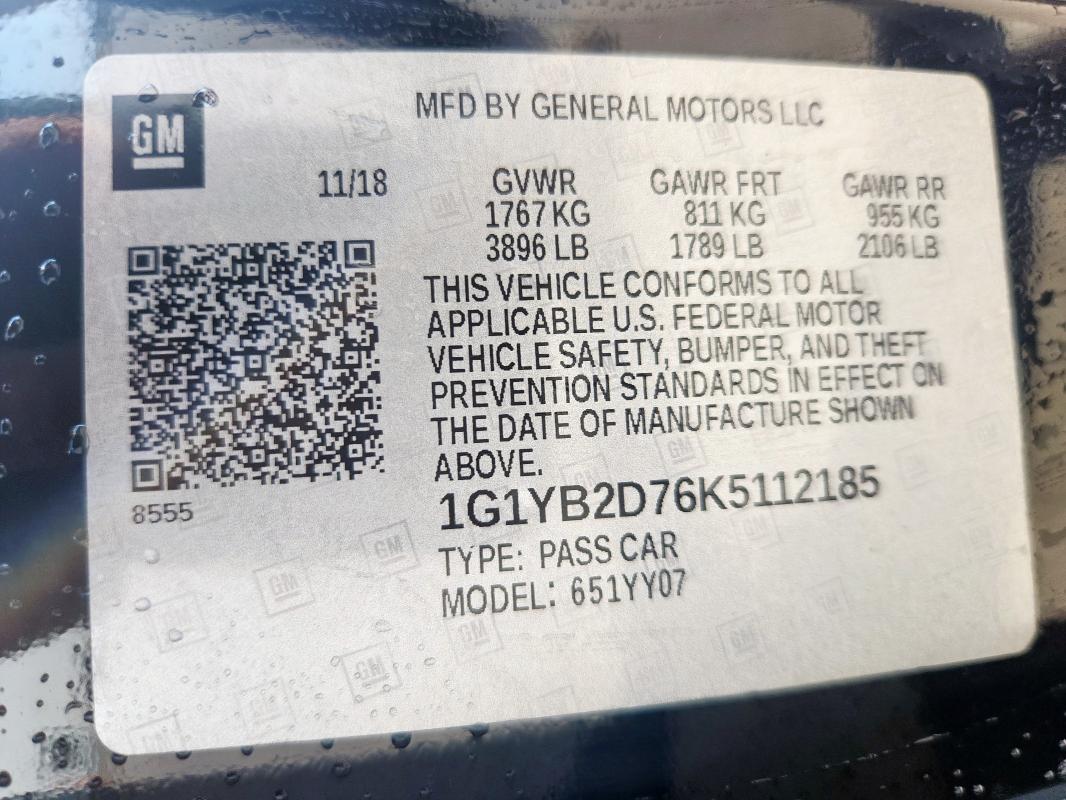 GM
MFD BY GENERAL MOTORS LLC
11/18
GVWR GAWR FRT GAWR RR
1767 KG 811 KG 955 KG
3896 LB 1789 LB 2106 LB
THIS VEHICLE CONFORMS TO ALL
APPLICABLE U.S. FEDERAL MOTOR
VEHICLE SAFETY, BUMPER, AND THEFT
PREVENTION STANDARDS IN EFFECT ON
THE DATE OF MANUFACTURE SHOWN
ABOVE.
8555
1G1YB2D76K5112185
TYPE: PASS CAR
MODEL: 651YY07